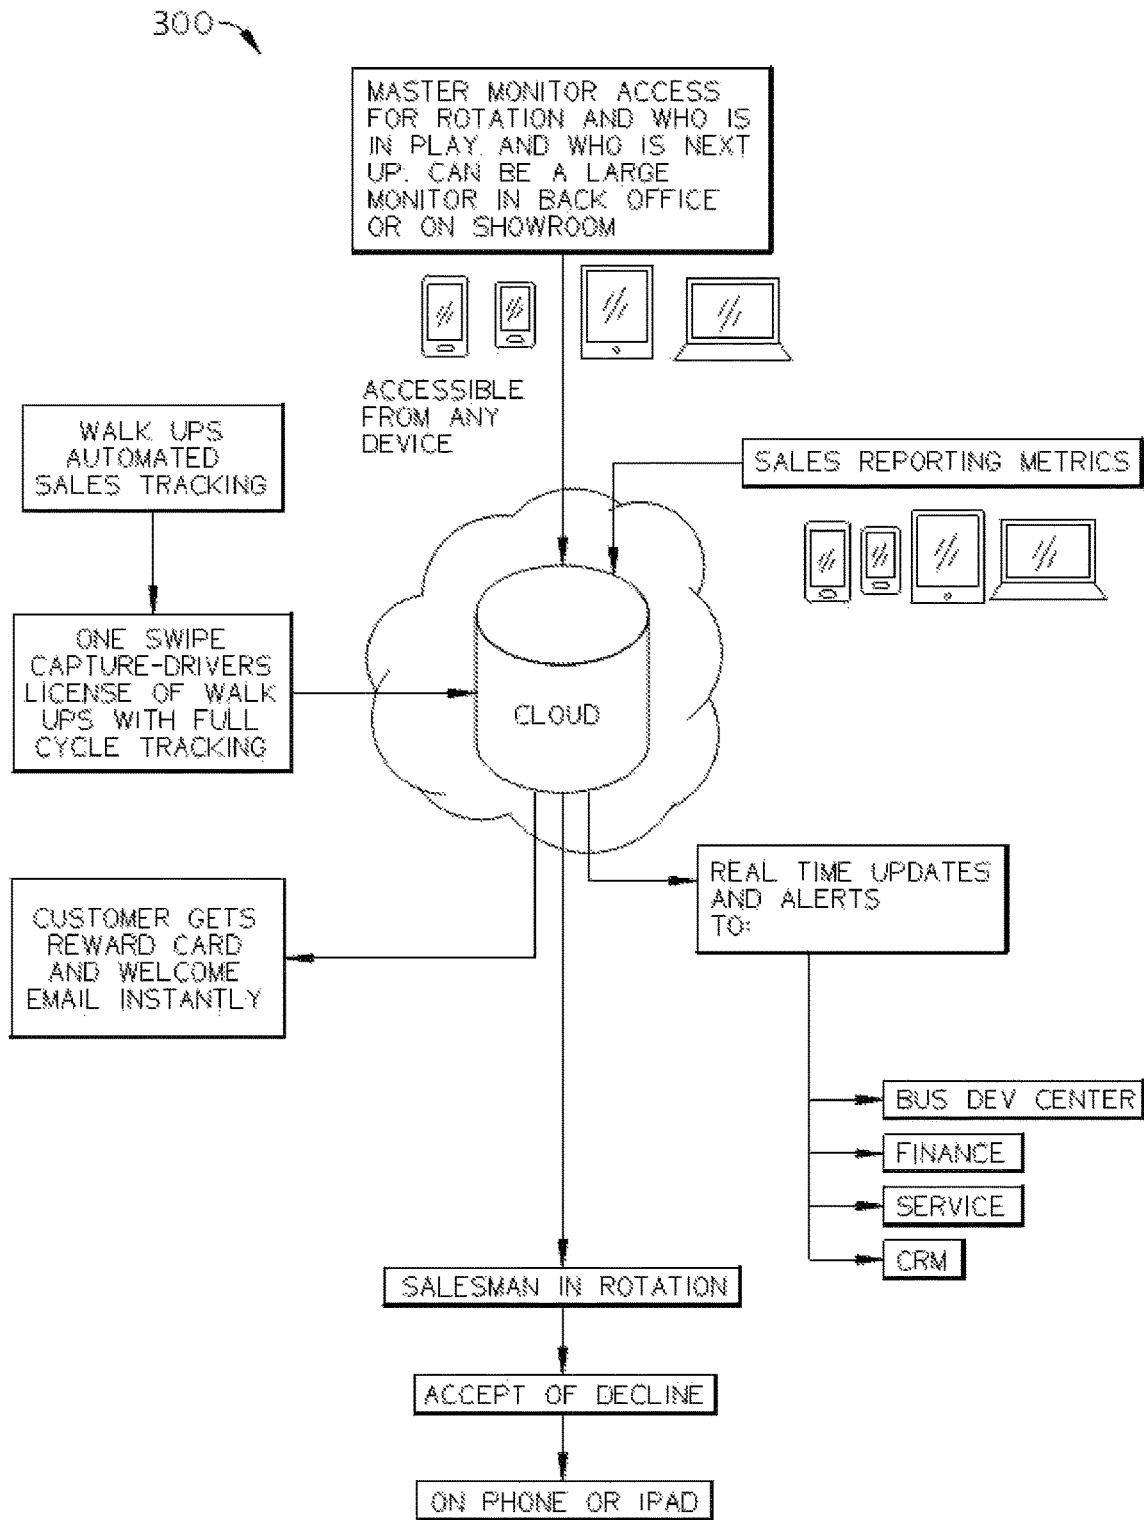 300
MASTER MONITOR ACCESS
FOR ROTATION AND WHO IS
IN PLAY. AND WHO IS NEXT
UP. CAN BE A LARGE
MONITOR IN BACK OFFICE
OR ON SHOWROOM
ACCESSIBLE
FROM ANY
DEVICE
WALK UPS
AUTOMATED
SALES TRACKING
SALES REPORTING METRICS
ONE SWIPE
CAPTURE-DRIVERS
LICENSE OF WALK
UPS WITH FULL
CYCLE TRACKING
CLOUD
REAL TIME UPDATES
AND ALERTS
TO:
CUSTOMER GETS
REWARD CARD
AND WELCOME
EMAIL INSTANTLY
BUS DEV CENTER
FINANCE
SERVICE
CRM
SALESMAN IN ROTATION
ACCEPT OF DECLINE
ON PHONE OR IPAD